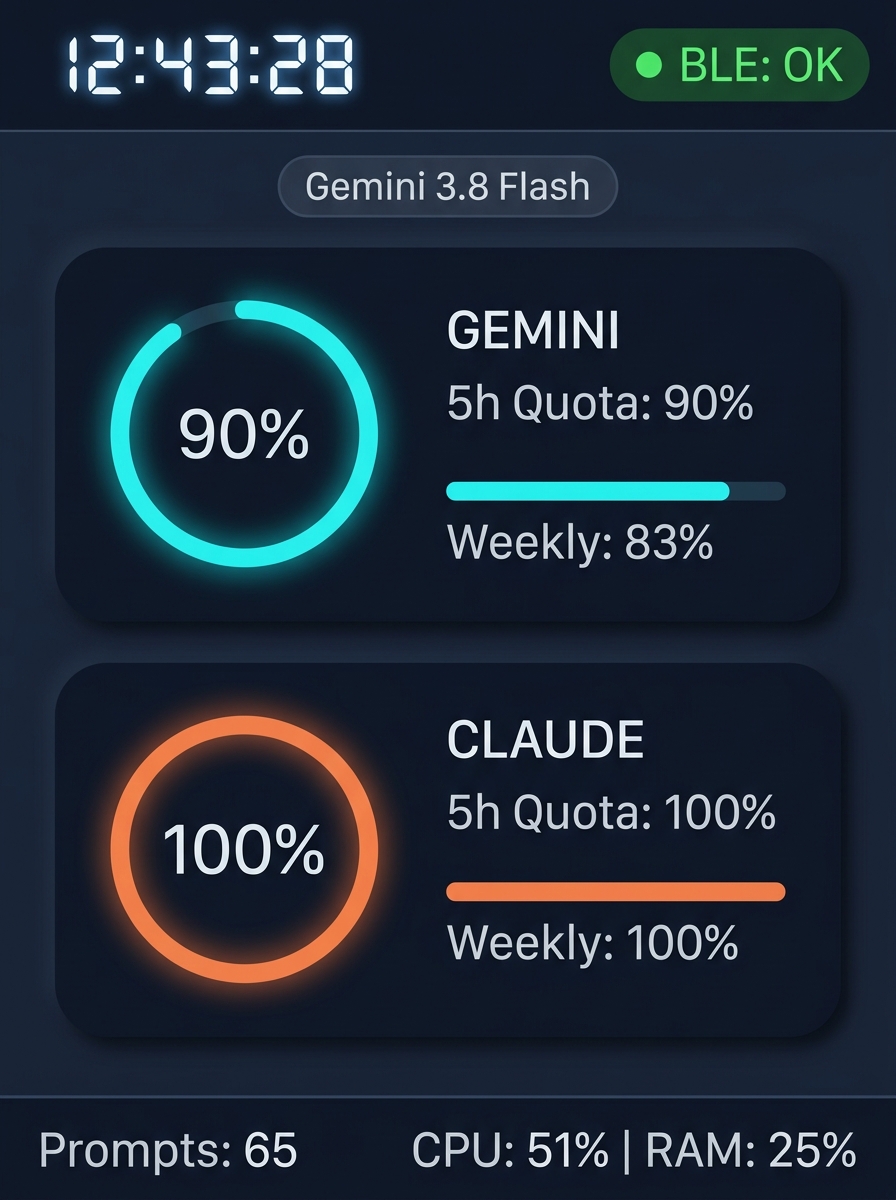 12:43:28
BLE: OK
Gemini 3.8 Flash
90%
GEMINI
5h Quota: 90%
Weekly: 83%
100%
CLAUDE
5h Quota: 100%
Weekly: 100%
Prompts: 65
CPU: 51% | RAM: 25%